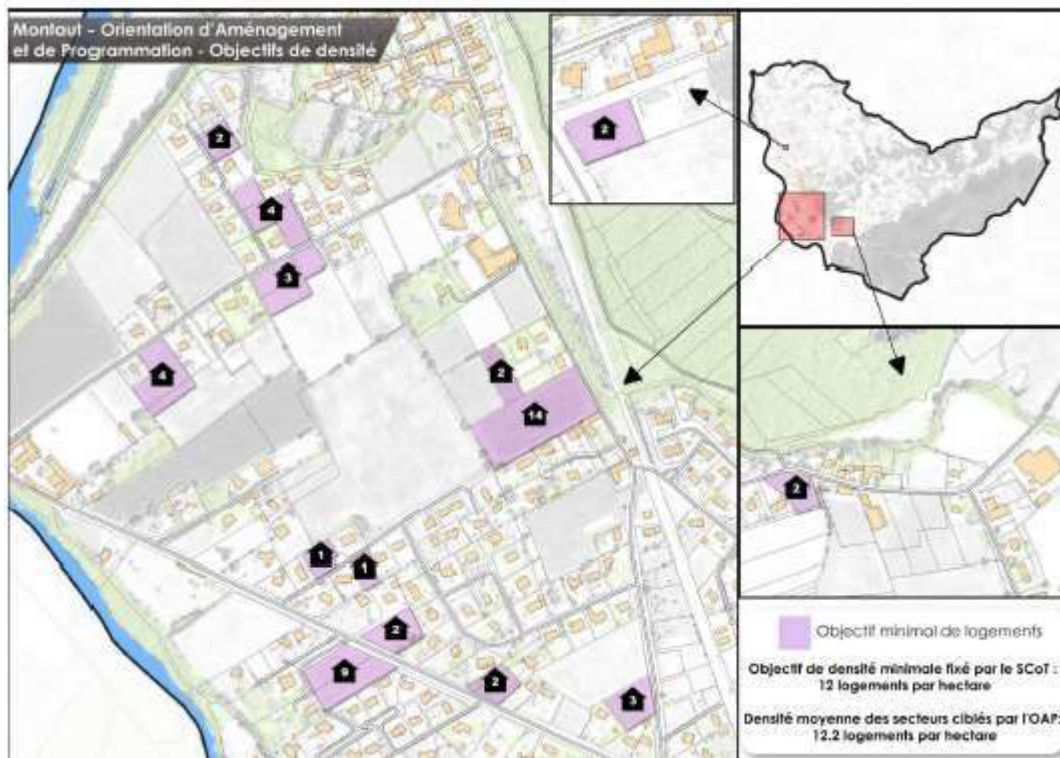 Montaut – Orientation d'Aménagement
et de Programmation - Objectifs de densité
2
2
4
3
4
2
14
1
1
2
9
2
3
2
Objectif minimal de logements
Objectif de densité minimale fixé par le SCoT :
12 logements par hectare
Densité moyenne des secteurs ciblés par l'OAP:
12.2 logements par hectare